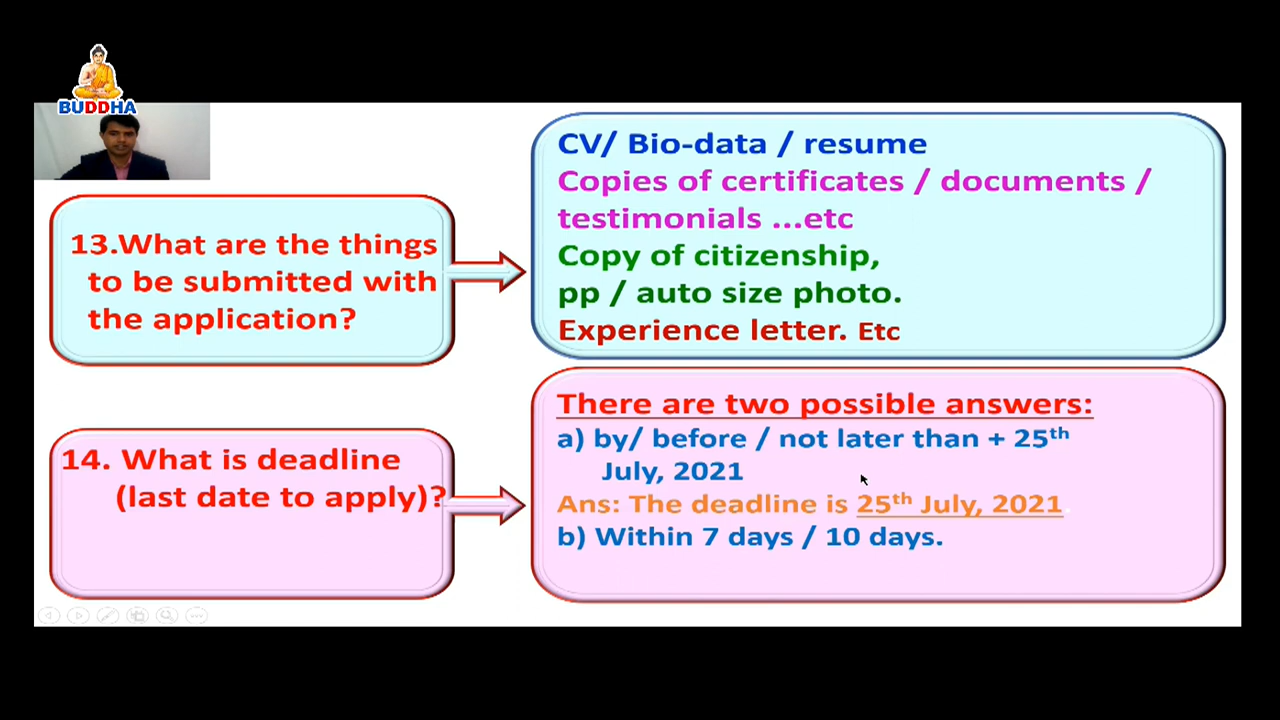 BUDDHA
13.What are the things
to be submitted with
the application?
CV/ Bio-data / resume
Copies of certificates / documents /
testimonials ...etc
Copy of citizenship,
pp / auto size photo.
Experience letter. Etc
14. What is deadline
(last date to apply)?
There are two possible answers:
a) by/ before / not later than + 25th
July, 2021
Ans: The deadline is 25th July, 2021.
b) Within 7 days / 10 days.